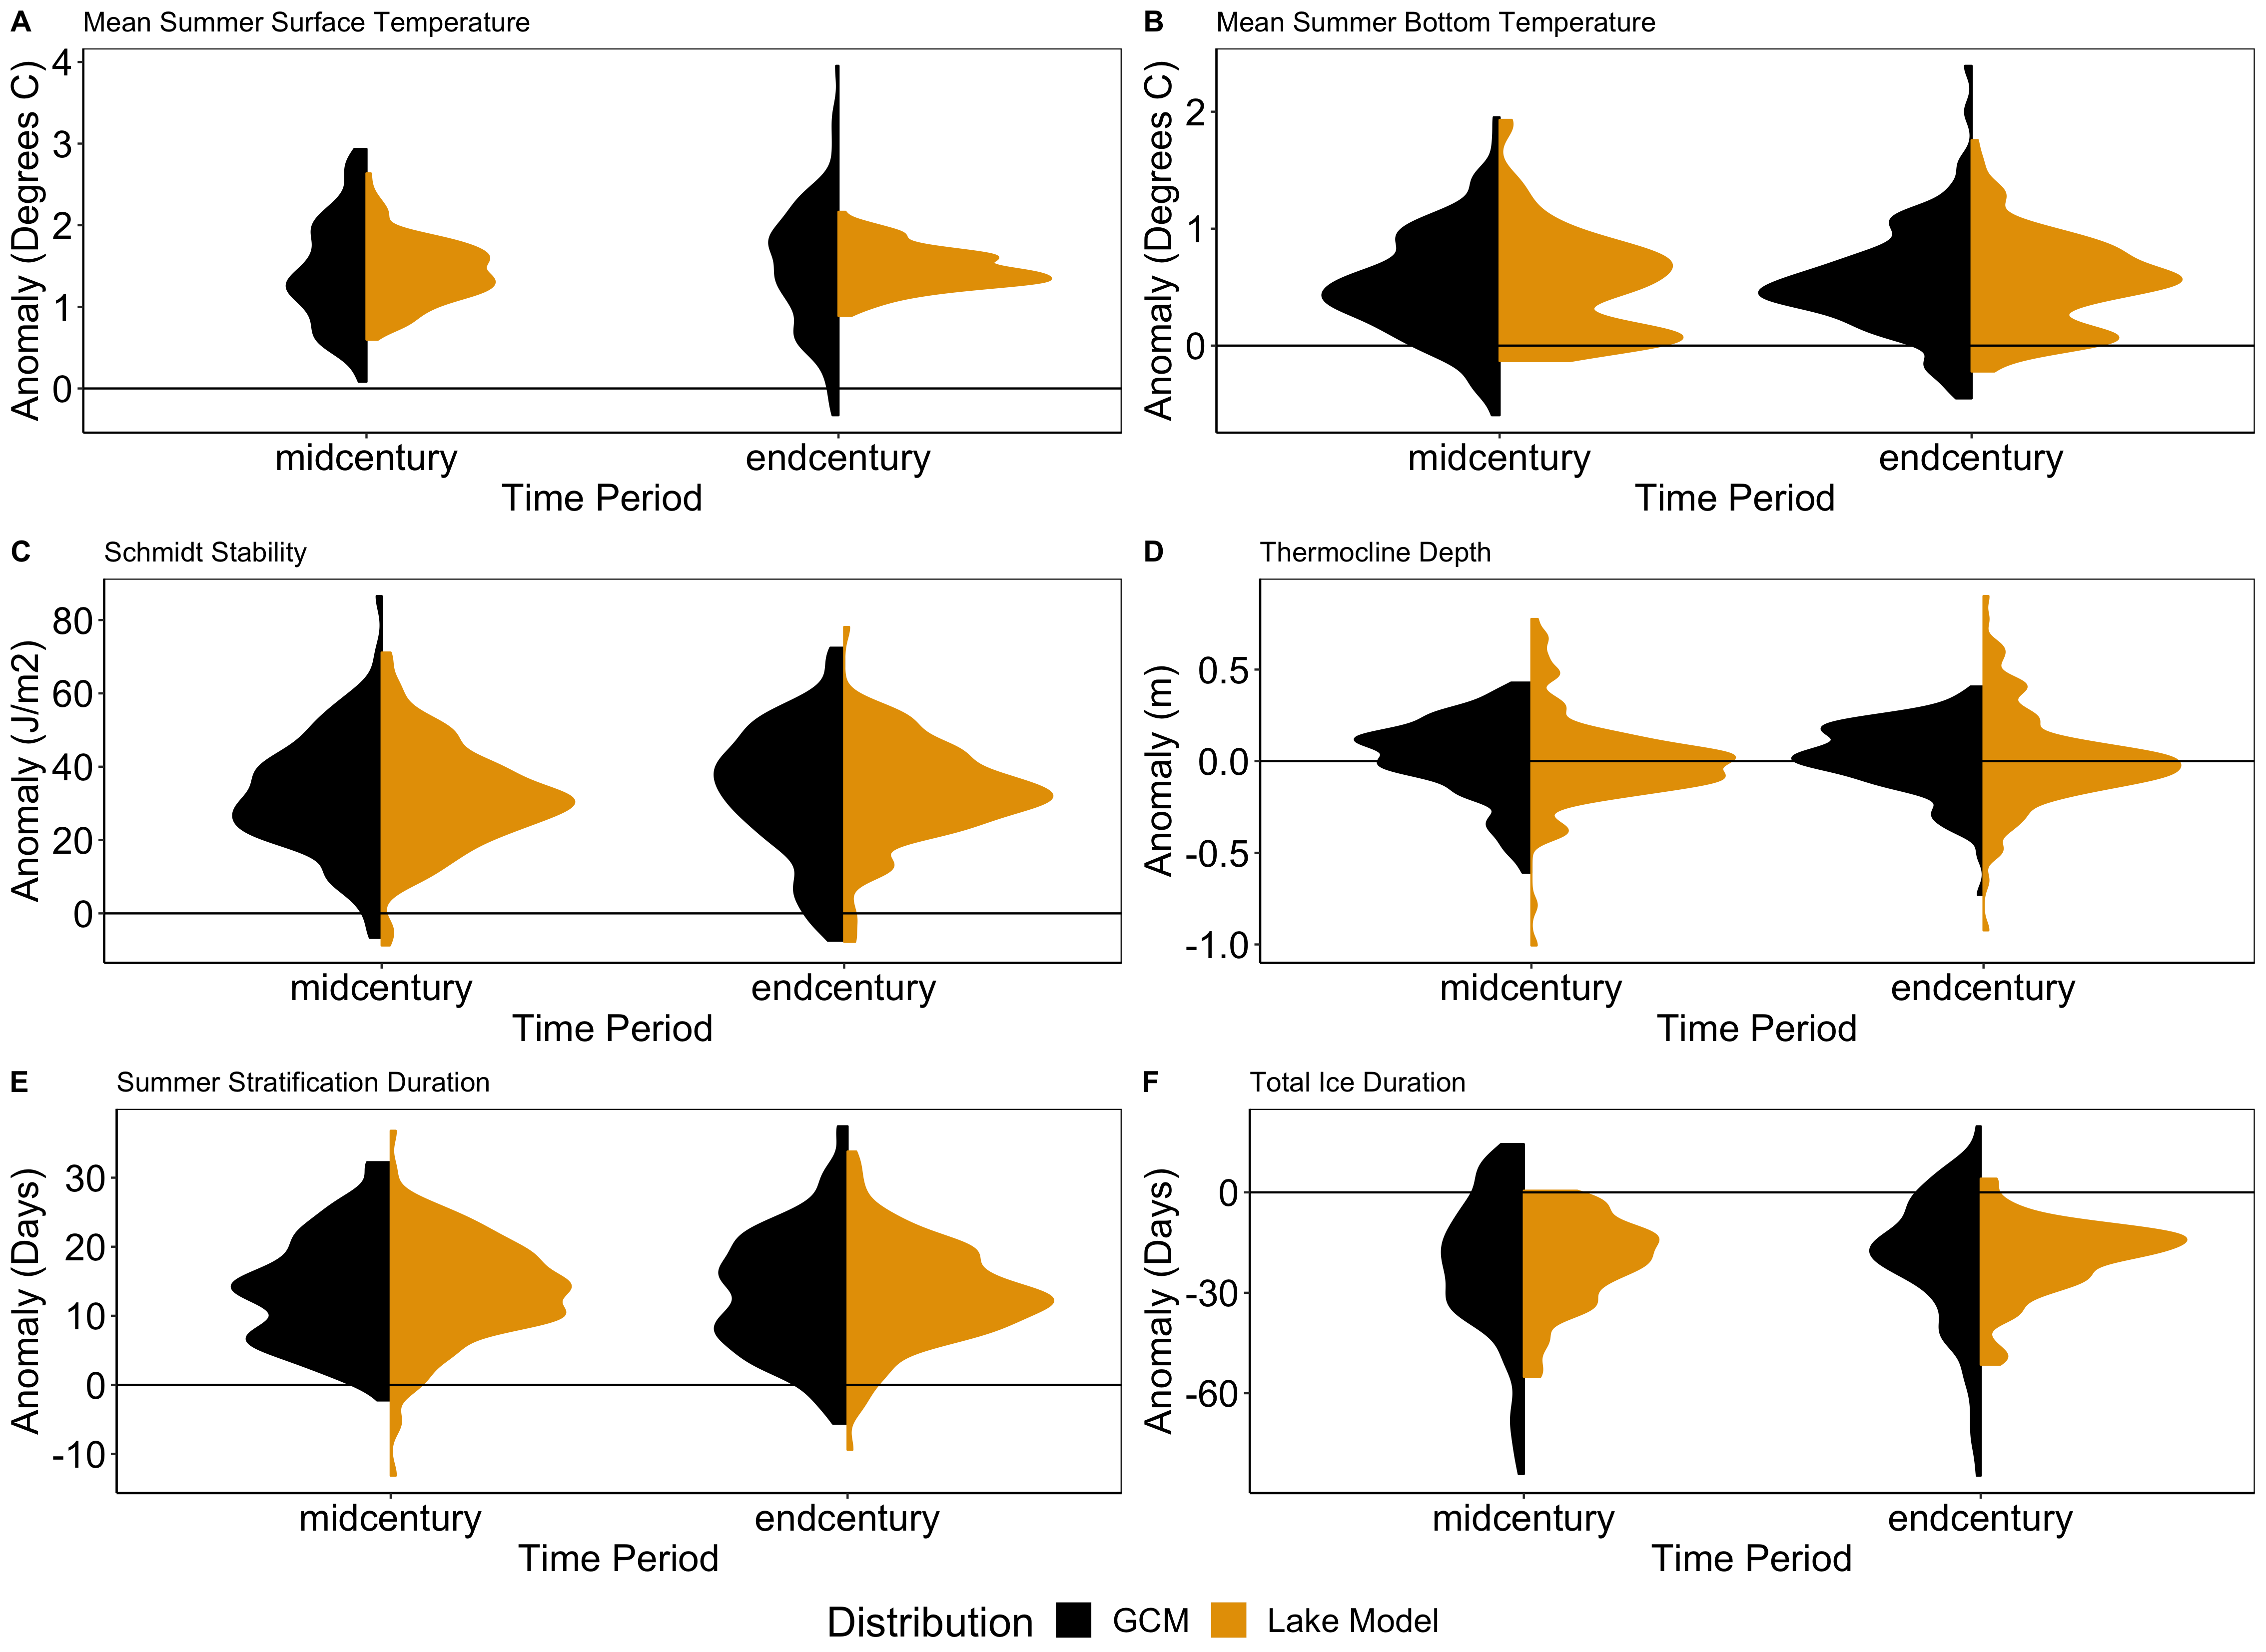 A Mean Summer Surface Temperature
Anomaly (Degrees C)
4
3
2
1
0
midcentury endcentury
Time Period
B Mean Summer Bottom Temperature
Anomaly (Degrees C)
2
1
0
midcentury endcentury
Time Period
C Schmidt Stability
Anomaly (J/m2)
80
60
40
20
0
midcentury endcentury
Time Period
D Thermocline Depth
Anomaly (m)
0.5
0.0
-0.5
-1.0
midcentury endcentury
Time Period
E Summer Stratification Duration
Anomaly (Days)
30
20
10
0
-10
midcentury endcentury
Time Period
F Total Ice Duration
Anomaly (Days)
0
-30
-60
midcentury endcentury
Time Period
Distribution GCM Lake Model